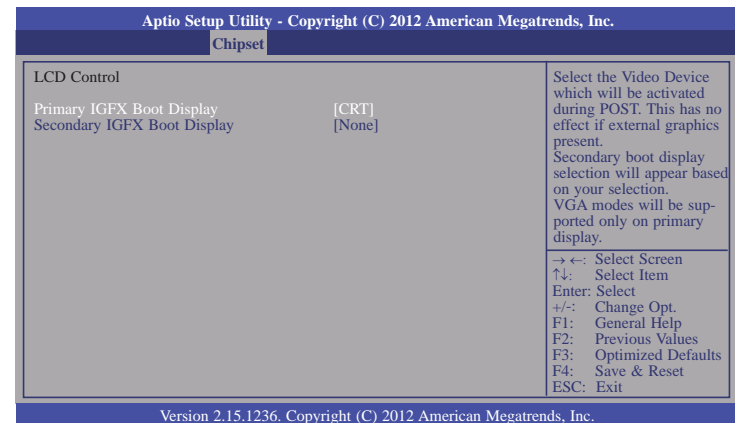 Aptio Setup Utility - Copyright (C) 2012 American Megatrends, Inc.
Chipset
LCD Control
Primary IGFX Boot Display [CRT]
Secondary IGFX Boot Display [None]
Select the Video Device
which will be activated
during POST. This has no
effect if external graphics
present.
Secondary boot display
selection will appear based
on your selection.
VGA modes will be sup-
ported only on primary
display.
→ ←: Select Screen
↑↓: Select Item
Enter: Select
+/-: Change Opt.
F1: General Help
F2: Previous Values
F3: Optimized Defaults
F4: Save & Reset
ESC: Exit
Version 2.15.1236. Copyright (C) 2012 American Megatrends, Inc.